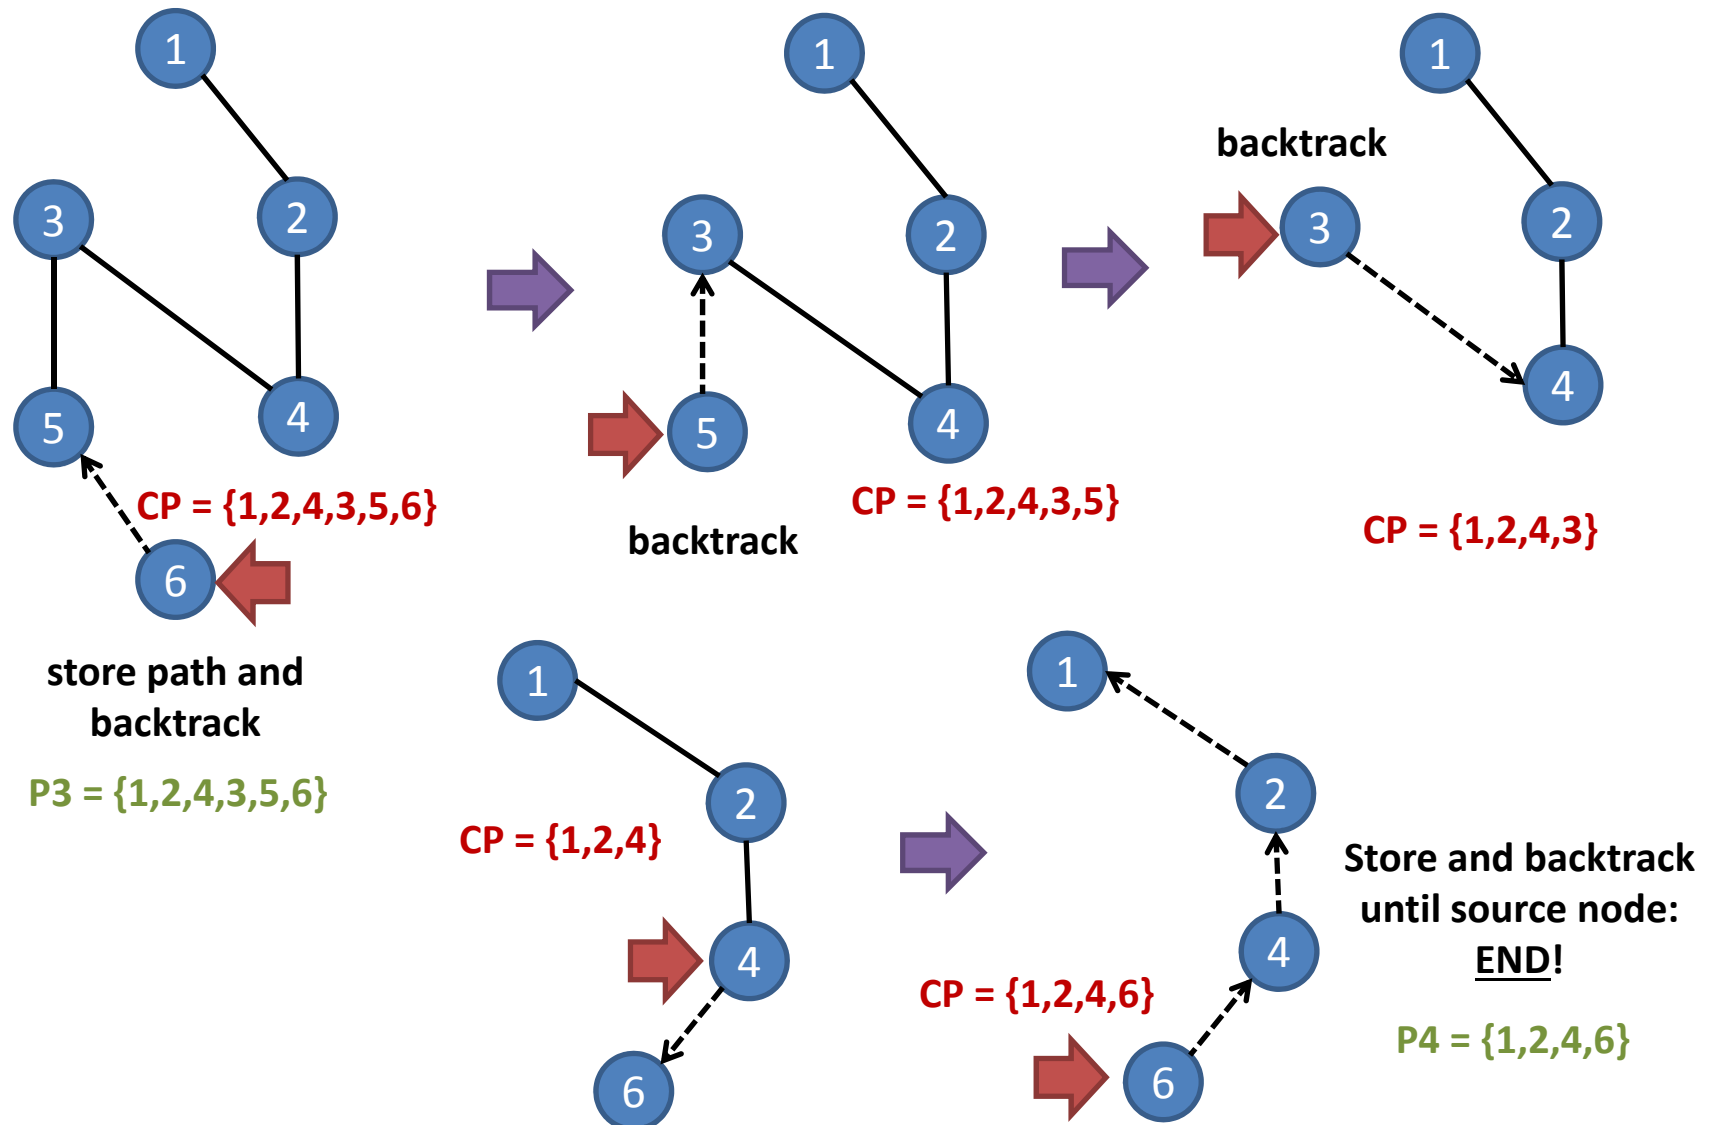 1
3
2
5
4
CP = {1,2,4,3,5,6}
6
store path and
backtrack
P3 = {1,2,4,3,5,6}
1
3
2
5
4
CP = {1,2,4,3,5}
backtrack
1
backtrack
3
2
4
CP = {1,2,4,3}
1
2
CP = {1,2,4}
4
6
1
2
4
CP = {1,2,4,6}
6
Store and backtrack
until source node:
END!
P4 = {1,2,4,6}